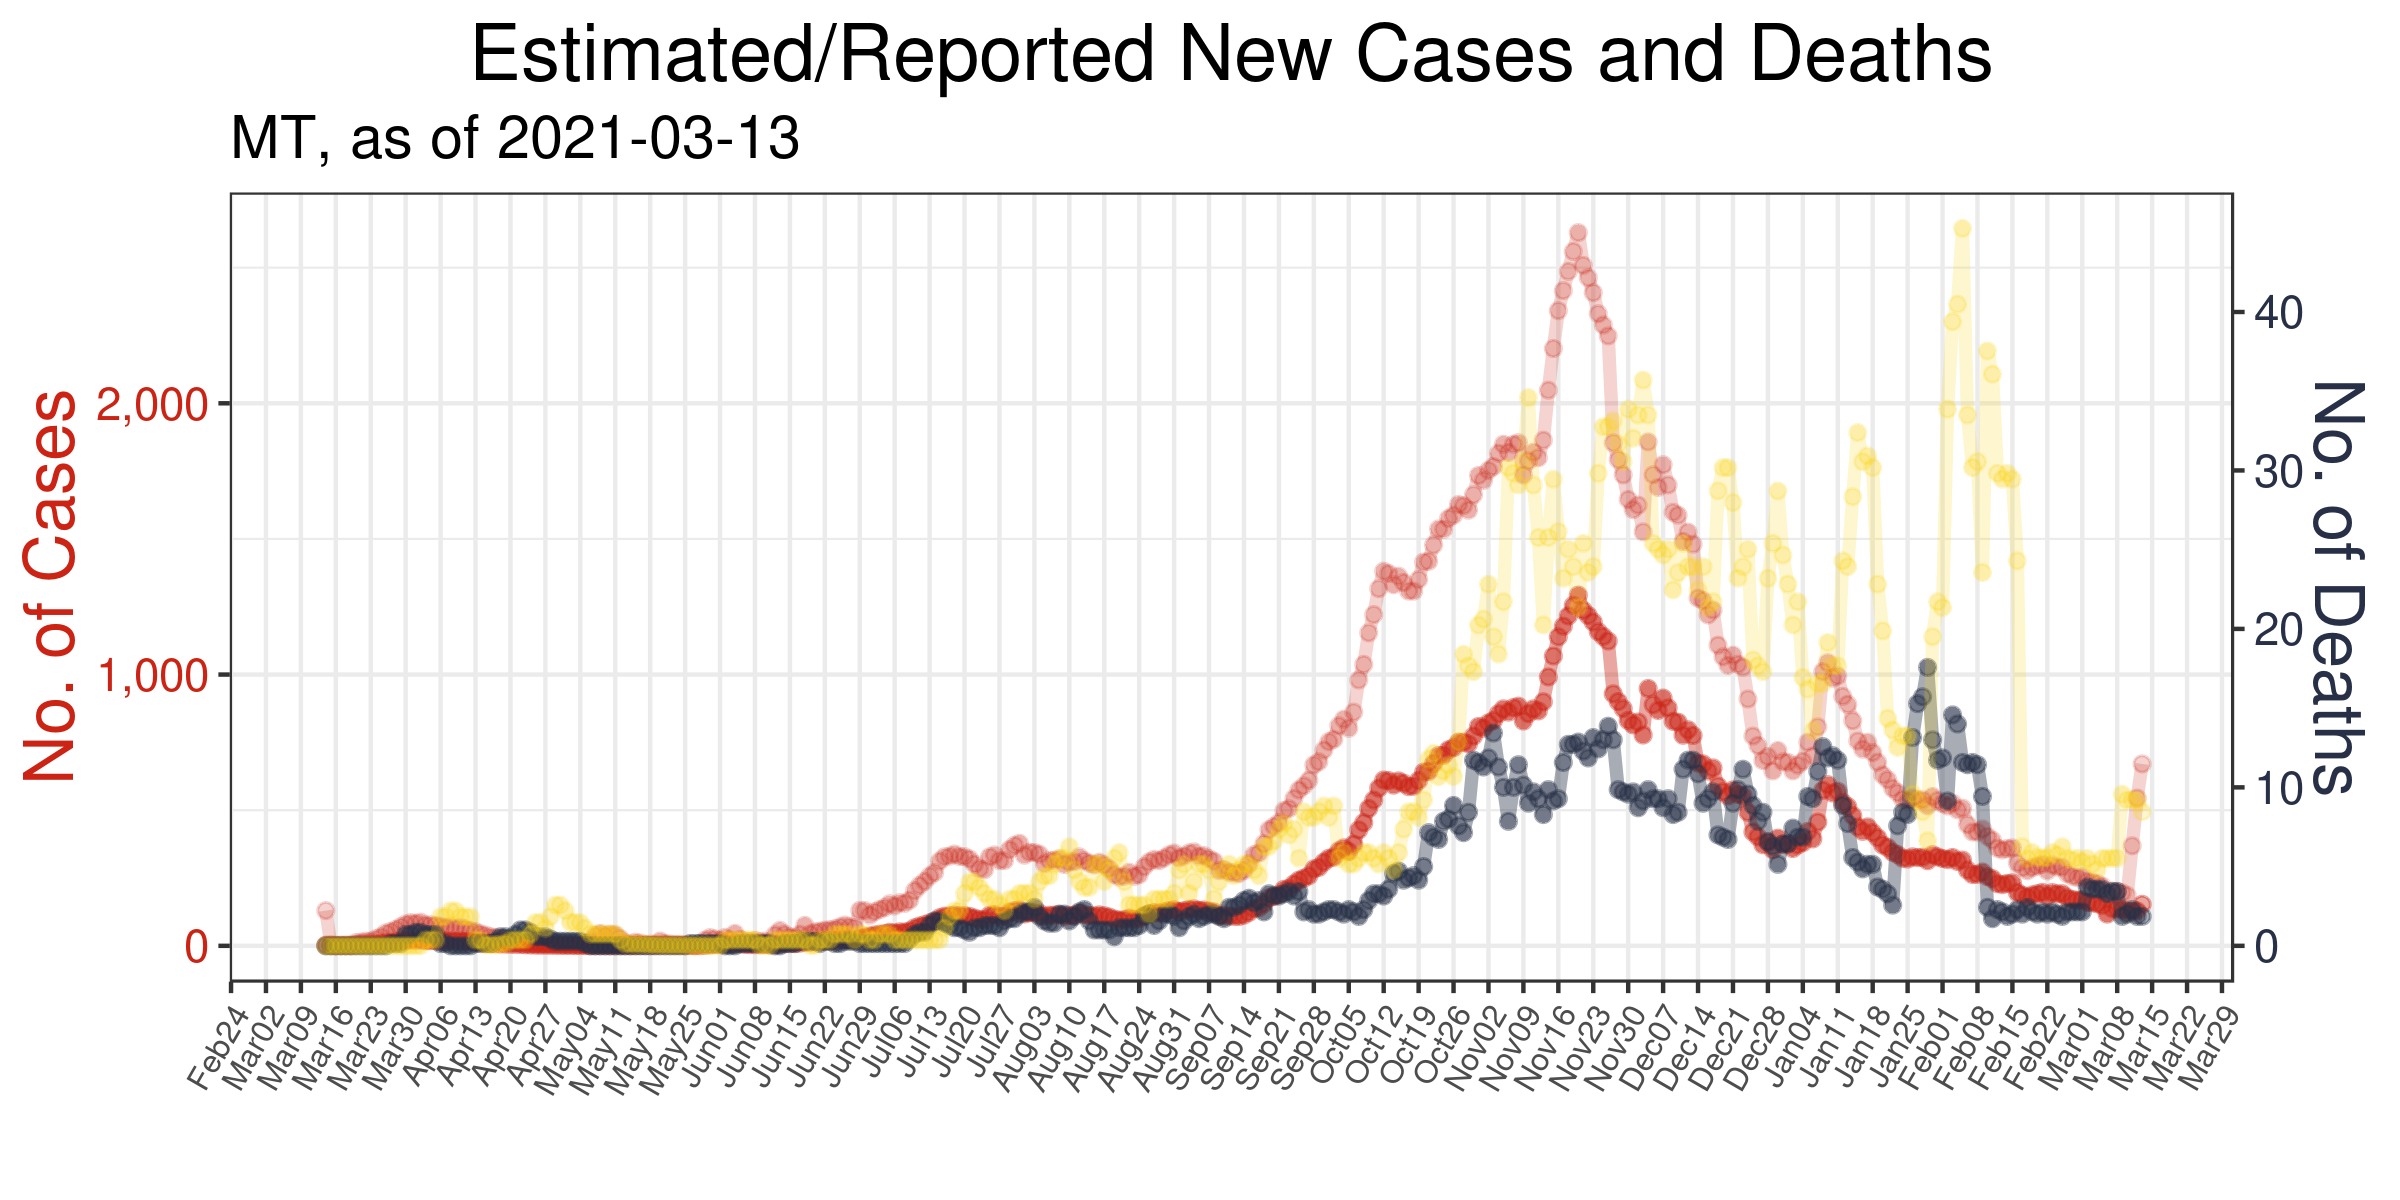 Estimated/Reported New Cases and Deaths
MT, as of 2021-03-13
No. of Cases
2,000
1,000
0
40
30
20
10
0
No. of Deaths
Feb24
Mar02
Mar09
Mar16
Mar23
Mar30
Apr06
Apr13
Apr20
Apr27
May04
May11
May18
May25
Jun01
Jun08
Jun15
Jun22
Jun29
Jul06
Jul13
Jul20
Jul27
Aug03
Aug10
Aug17
Aug24
Aug31
Sep07
Sep14
Sep21
Sep28
Oct05
Oct12
Oct19
Oct26
Nov02
Nov09
Nov16
Nov23
Nov30
Dec07
Dec14
Dec21
Dec28
Jan04
Jan11
Jan18
Jan25
Feb01
Feb08
Feb15
Feb22
Mar01
Mar08
Mar15
Mar22
Mar29